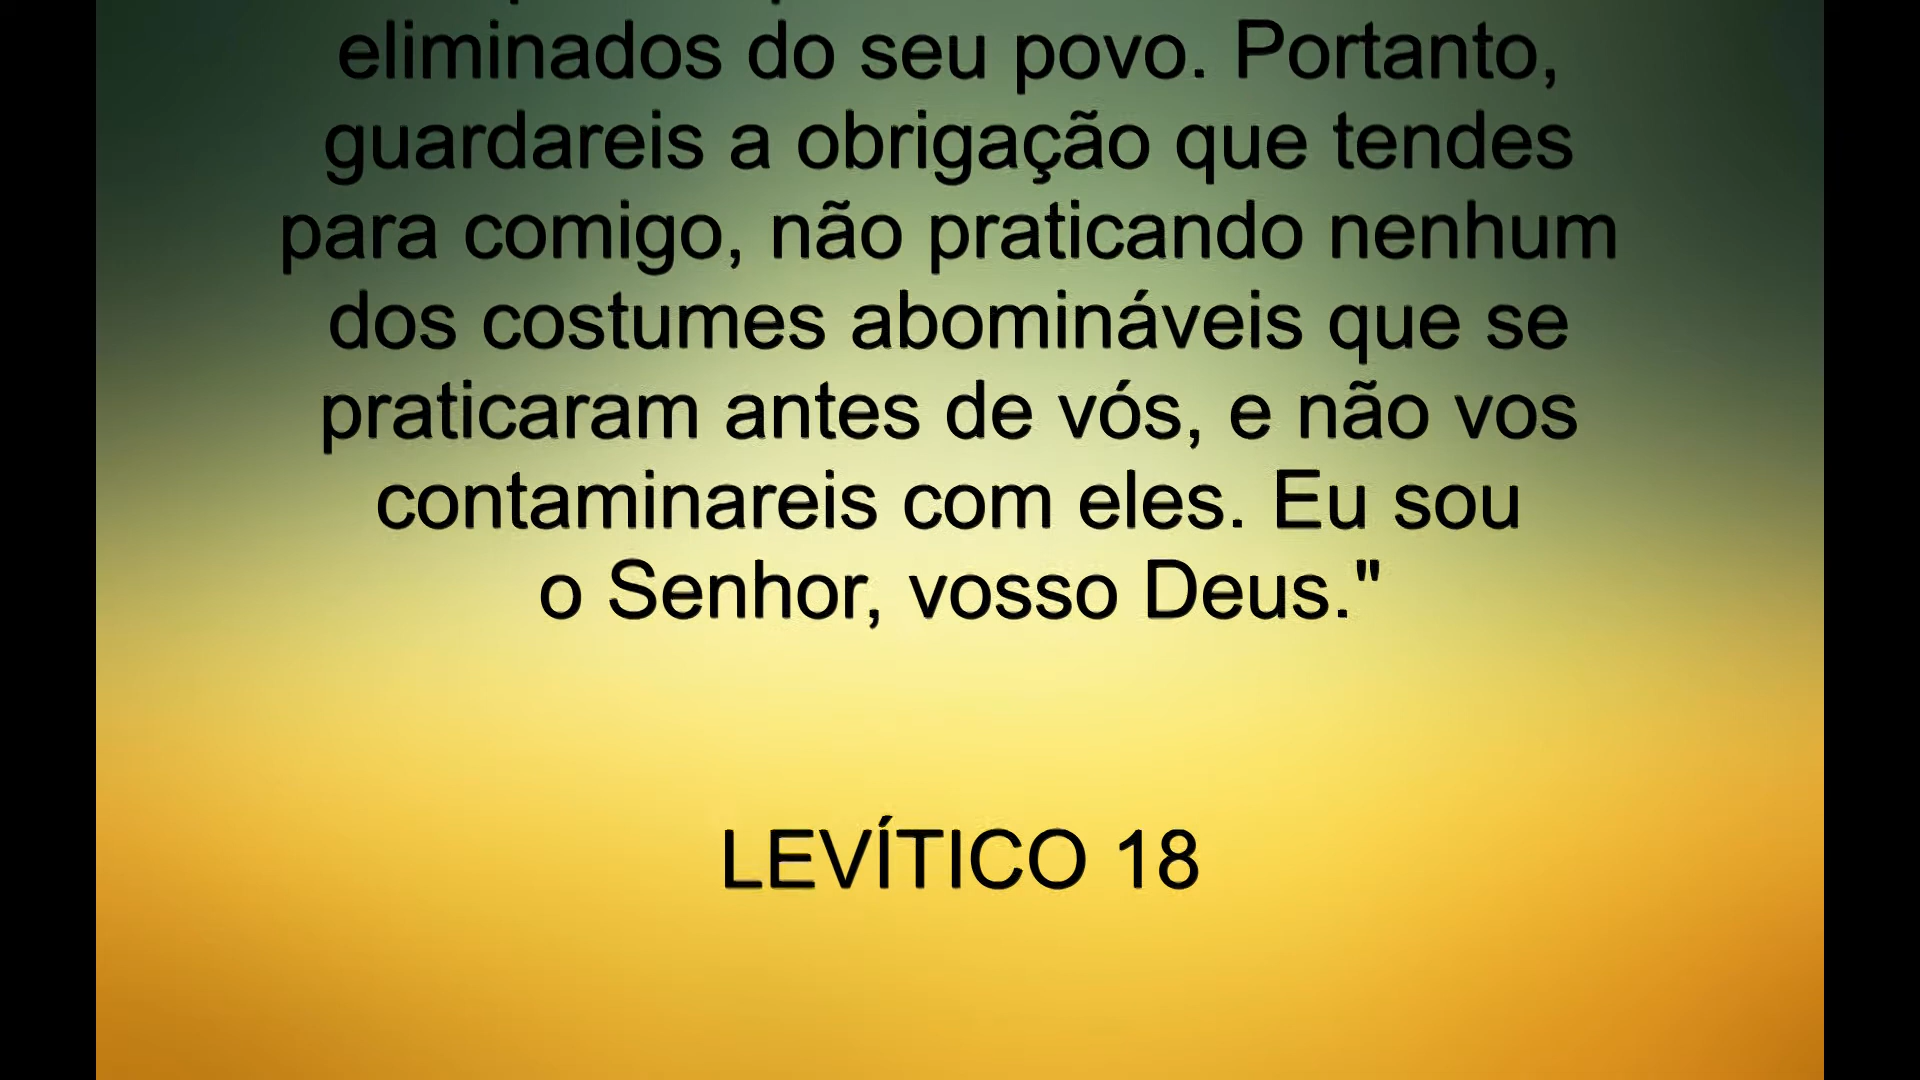 eliminados do seu povo. Portanto,
guardareis a obrigação que tendes
para comigo, não praticando nenhum
dos costumes abomináveis que se
praticaram antes de vós, e não vos
contaminareis com eles. Eu sou
o Senhor, vosso Deus."
LEVÍTICO 18